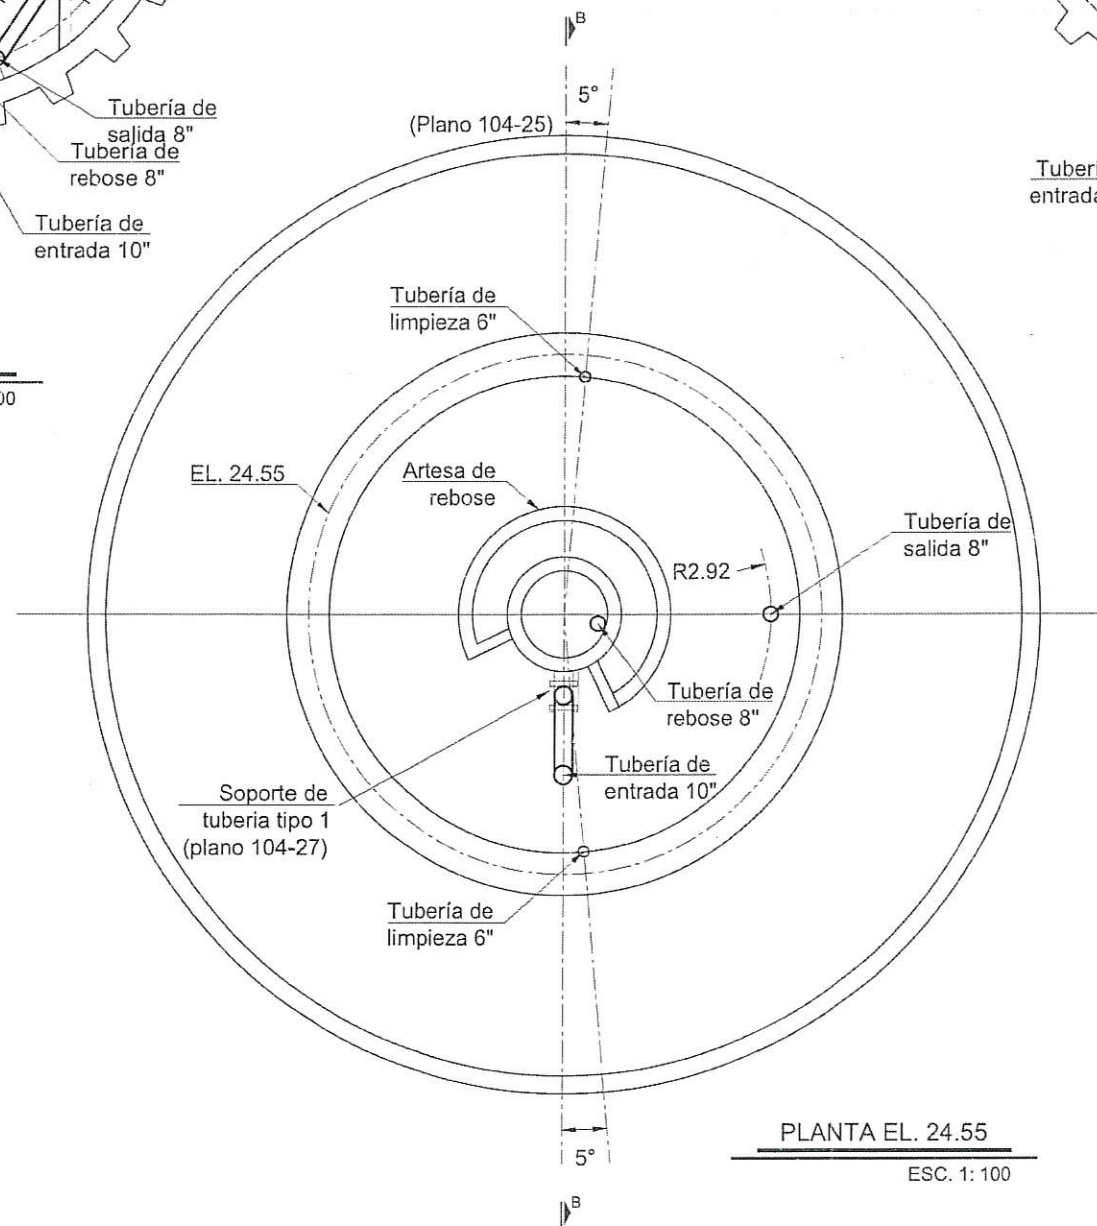 B
5°
(Plano 104-25)
Tubería de
salida 8"
Tubería de
rebose 8"
Tubería de
entrada 10"
Tubería de
limpieza 6"
EL. 24.55
Artesa de
rebose
R2.92
Tubería de
salida 8"
Tubería de
rebose 8"
Tubería de
entrada 10"
Soporte de
tuberia tipo 1
(plano 104-27)
Tubería de
limpieza 6"
5°
B
PLANTA EL. 24.55
ESC. 1: 100